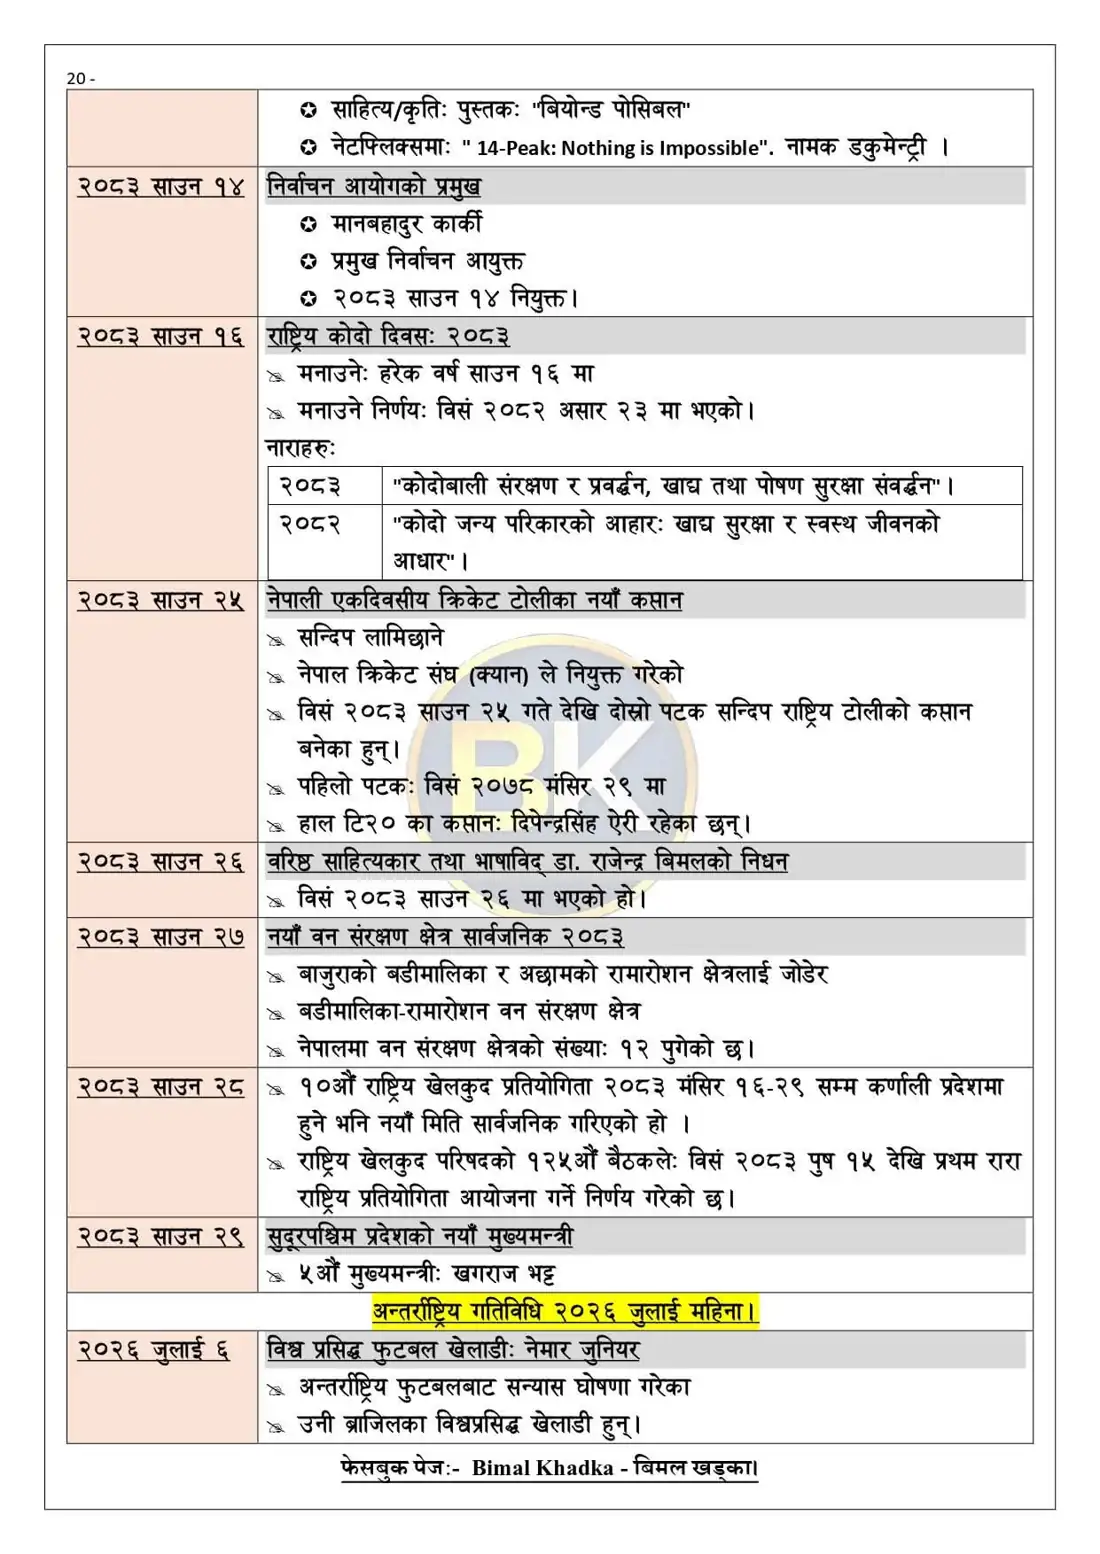 20 -
✪ साहित्य/कृतिः पुस्तकः "बियोन्ड पोसिबल"
✪ नेटफ्लिक्समाः " 14-Peak: Nothing is Impossible". नामक डकुमेन्ट्री ।
२०८३ साउन १४ निर्वाचन आयोगको प्रमुख
✪ मानबहादुर कार्की
✪ प्रमुख निर्वाचन आयुक्त
✪ २०८३ साउन १४ नियुक्त।
२०८३ साउन १६ राष्ट्रिय कोदो दिवसः २०८३
मनाउनेः हरेक वर्ष साउन १६ मा
मनाउने निर्णयः विसं २०८२ असार २३ मा भएको।
नाराहरुः
२०८३ "कोदोबाली संरक्षण र प्रवर्द्धन, खाद्य तथा पोषण सुरक्षा संवर्द्धन"।
२०८२ "कोदो जन्य परिकारको आहारः खाद्य सुरक्षा र स्वस्थ जीवनको
आधार"।
२०८३ साउन २५ नेपाली एकदिवसीय क्रिकेट टोलीका नयाँ कप्तान
सन्दिप लामिछाने
नेपाल क्रिकेट संघ (क्यान) ले नियुक्त गरेको
विसं २०८३ साउन २५ गते देखि दोस्रो पटक सन्दिप राष्ट्रिय टोलीको कप्तान
बनेका हुन्।
पहिलो पटकः विसं २०७८ मंसिर २९ मा
हाल टि२० का कप्तानः दिपेन्द्रसिंह ऐरी रहेका छन्।
BK
२०८३ साउन २६ वरिष्ठ साहित्यकार तथा भाषाविद् डा. राजेन्द्र बिमलको निधन
विसं २०८३ साउन २६ मा भएको हो।
२०८३ साउन २७ नयाँ वन संरक्षण क्षेत्र सार्वजनिक २०८३
बाजुराको बडीमालिका र अछामको रामारोशन क्षेत्रलाई जोडेर
बडीमालिका-रामारोशन वन संरक्षण क्षेत्र
नेपालमा वन संरक्षण क्षेत्रको संख्याः १२ पुगेको छ।
२०८३ साउन २८ १०औं राष्ट्रिय खेलकुद प्रतियोगिता २०८३ मंसिर १६-२९ सम्म कर्णाली प्रदेशमा
हुने भनि नयाँ मिति सार्वजनिक गरिएको हो ।
राष्ट्रिय खेलकुद परिषदको १२५औं बैठकलेः विसं २०८३ पुष १५ देखि प्रथम रारा
राष्ट्रिय प्रतियोगिता आयोजना गर्ने निर्णय गरेको छ।
२०८३ साउन २९ सुदूरपश्चिम प्रदेशको नयाँ मुख्यमन्त्री
५औं मुख्यमन्त्रीः खगराज भट्ट
अन्तर्राष्ट्रिय गतिविधि २०२६ जुलाई महिना।
२०२६ जुलाई ६ विश्व प्रसिद्ध फुटबल खेलाडीः नेमार जुनियर
अन्तर्राष्ट्रिय फुटबलबाट सन्यास घोषणा गरेका
उनी ब्राजिलका विश्वप्रसिद्ध खेलाडी हुन्।
फेसबुक पेज:- Bimal Khadka - बिमल खड्का।